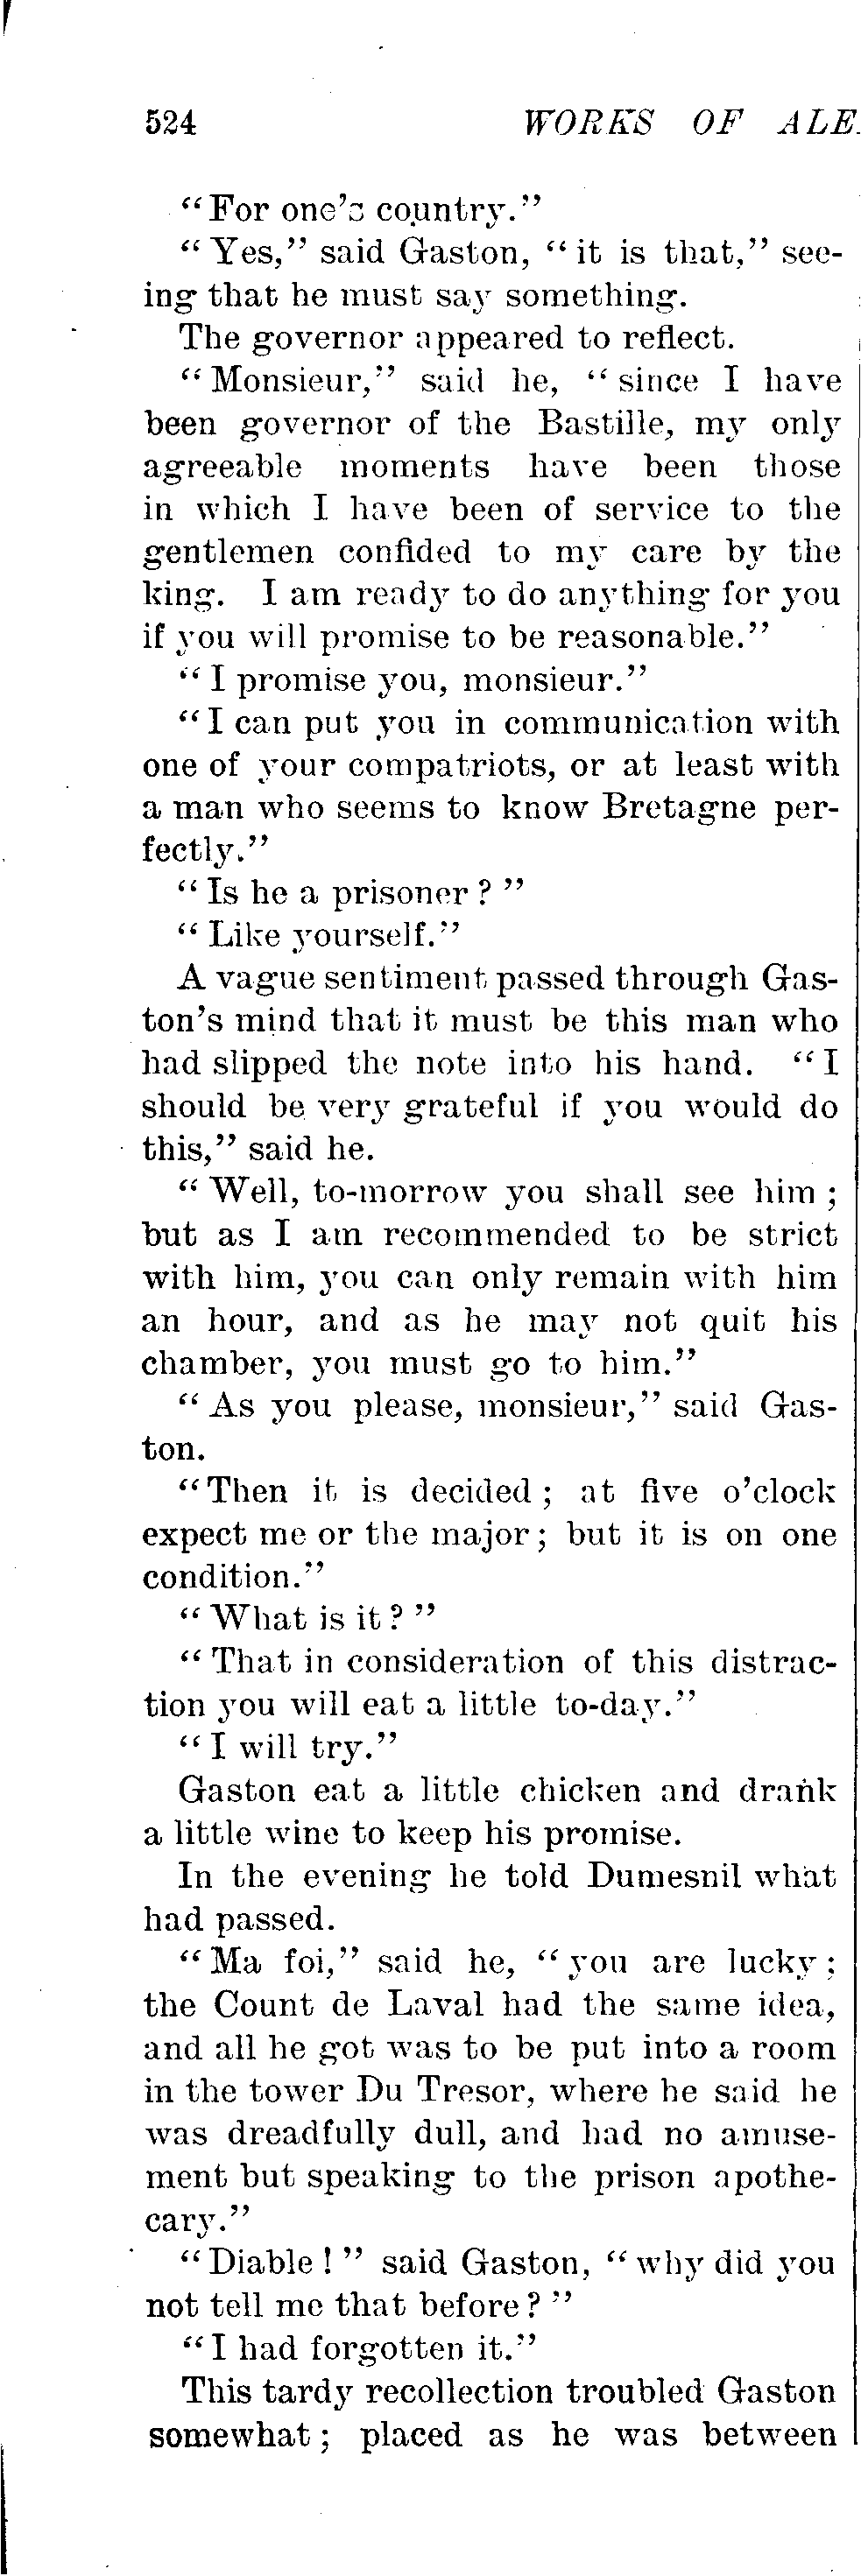 524 WORKS OF ALE
"For one's country."
"Yes," said Gaston, "it is that," see-
ing that he must say something.
The governor appeared to reflect.
"Monsieur," said he, "since I have
been governor of the Bastille, my only
agreeable moments have been those
in which I have been of service to the
gentlemen confided to my care by the
king. I am ready to do anything for you
if you will promise to be reasonable."
"I promise you, monsieur."
"I can put you in communication with
one of your compatriots, or at least with
a man who seems to know Bretagne per-
fectly."
"Is he a prisoner?"
"Like yourself."
A vague sentiment passed through Gas-
ton's mind that it must be this man who
had slipped the note into his hand. "I
should be very grateful if you would do
this," said he.
"Well, to-morrow you shall see him;
but as I am recommended to be strict
with him, you can only remain with him
an hour, and as he may not quit his
chamber, you must go to him."
"As you please, monsieur," said Gas-
ton.
"Then it is decided; at five o'clock
expect me or the major; but it is on one
condition."
"What is it?"
"That in consideration of this distrac-
tion you will eat a little to-day."
"I will try."
Gaston eat a little chicken and drank
a little wine to keep his promise.
In the evening he told Dumesnil what
had passed.
"Ma foi," said he, "you are lucky;
the Count de Laval had the same idea,
and all he got was to be put into a room
in the tower Du Tresor, where he said he
was dreadfully dull, and had no amuse-
ment but speaking to the prison apothe-
cary."
"Diable!" said Gaston, "why did you
not tell me that before?"
"I had forgotten it."
This tardy recollection troubled Gaston
somewhat; placed as he was between